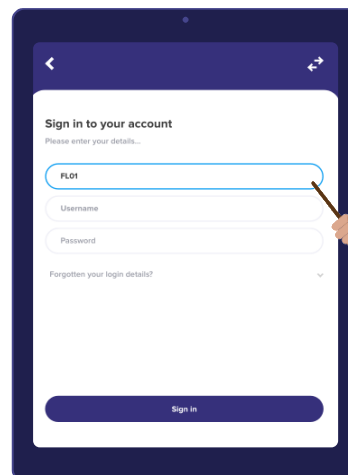 Sign in to your account
Please enter your details...
FL01
Username
Password
Forgotten your login details?
Sign in